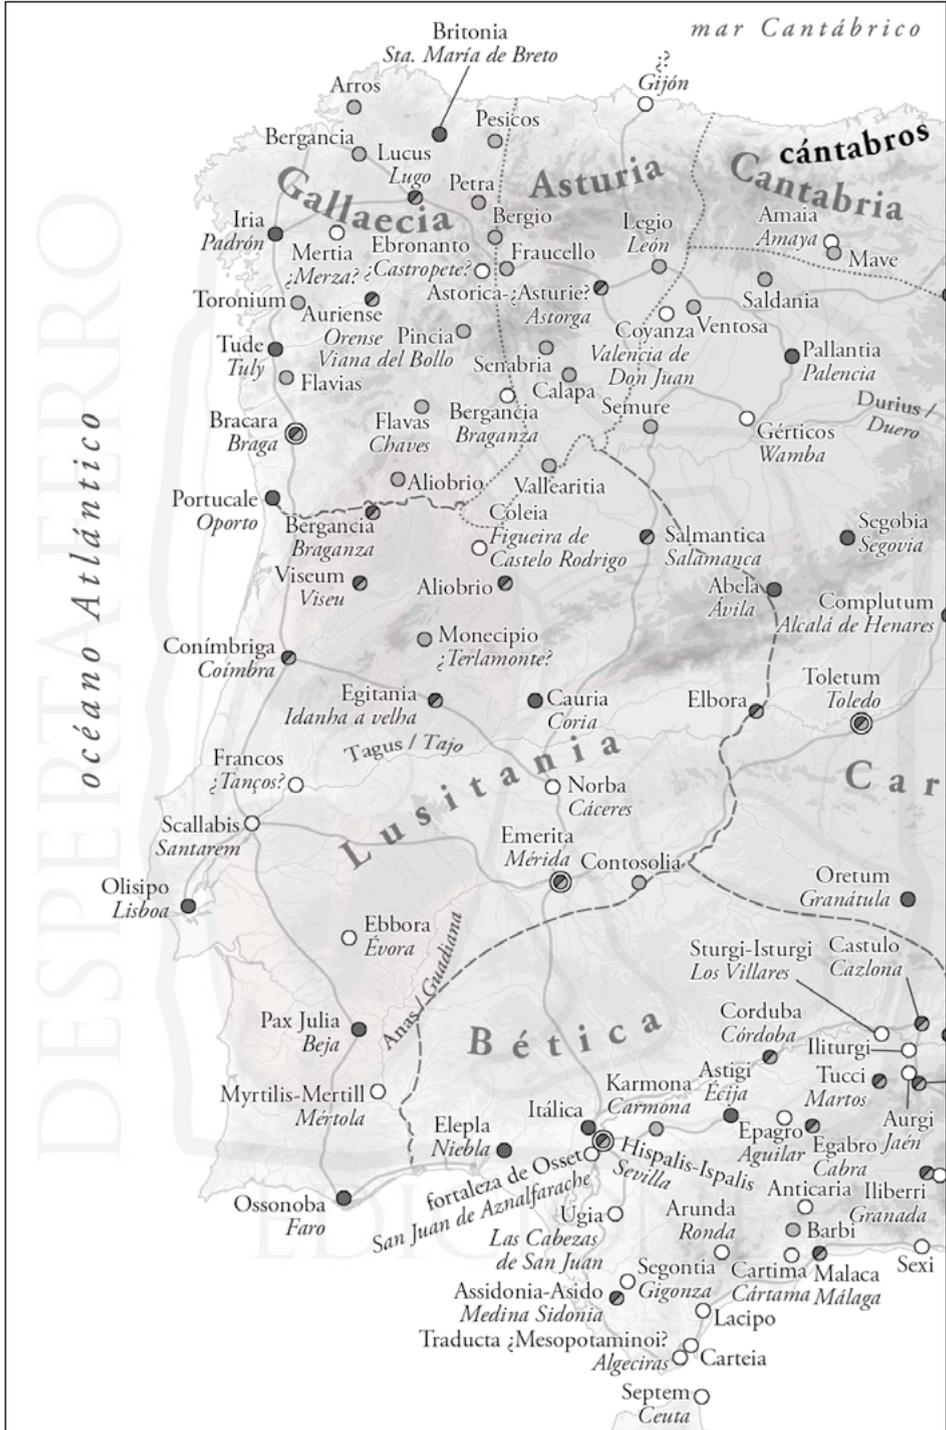 Britonia
Sta. María de Breto
mar Cantábrico
¿?
Gijón
Arros
Pesicos
Bergancia
Lucus
Lugo
cántabros
Gallaecia
Asturia
Cantabria
Petra
Iria
Padrón
Bergio
Legio
León
Amaia
Amaya
Mertia
¿Merza?
Ebronanto
¿Castropete?
Fraucello
Mave
Toronium
Astorica-¿Asturie?
Astorga
Saldania
Auriense
Orense
Viana del Bollo
Pincia
Coyanza
Valencia de
Don Juan
Ventosa
Tude
Tuly
Senabria
Pallantia
Palencia
Flavias
Calapa
Bergancia
Braganza
Semure
Durius /
Duero
Bracara
Braga
Flavas
Chaves
Gérticos
Wamba
Aliobrio
Vallearitia
Portucale
Oporto
Bergancia
Braganza
Coleia
Figueira de
Castelo Rodrigo
Salmantica
Salamanca
Segobia
Segovia
Viseum
Viseu
Aliobrio
Abela
Ávila
Complutum
Alcalá de Henares
océano Atlántico
Monecipio
¿Terlamonte?
Conímbriga
Coímbra
Egitania
Idanha a velha
Cauria
Coria
Elbora
Toletum
Toledo
Tagus / Tajo
Francos
¿Tanços?
Lusitania
Norba
Cáceres
Car
Scallabis
Santarem
Emerita
Mérida
Contosolia
Olisipo
Lisboa
Oretum
Granátula
Ebbora
Évora
Anas / Guadiana
Sturgi-Isturgi
Los Villares
Castulo
Cazlona
Pax Julia
Beja
Bética
Corduba
Córdoba
Iliturgi
Myrtilis-Mertill
Mértola
Karmona
Carmona
Astigi
Écija
Tucci
Martos
Elepla
Niebla
Itálica
Epagro
Aguilar
Egabro
Cabra
Aurgi
Jaén
Hispalis-Ispalis
Sevilla
fortaleza de Osset
San Juan de Aznalfarache
Ossonoba
Faro
Anticaria
Iliberri
Granada
Ugia
Las Cabezas
de San Juan
Arunda
Ronda
Barbi
Sexi
Segontia
Gigonza
Cartima
Cártama
Malaca
Málaga
Assidonia-Asido
Medina Sidonia
Lacipo
Traducta ¿Mesopotaminoi?
Algeciras
Carteia
Septem
Ceuta
DESPERTA FERRO
EDICIONE